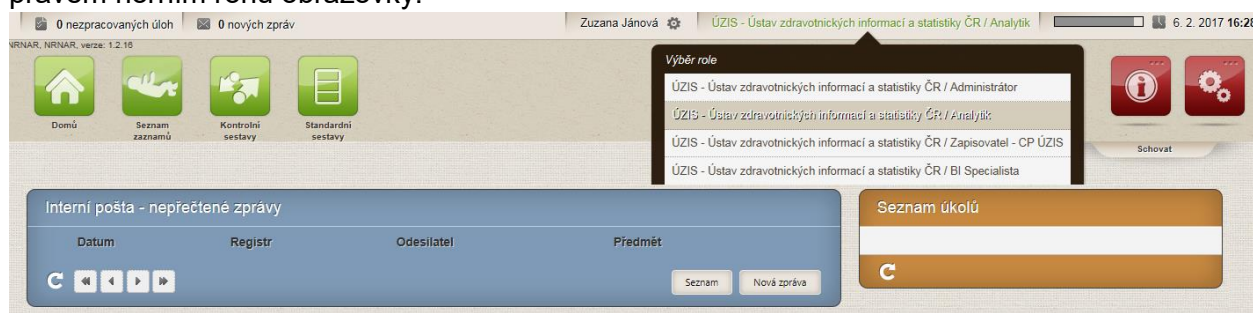 pravém horním rohu obrazovky.
0 nezpracovaných úloh 0 nových zpráv Zuzana Jánová ÚZIS - Ústav zdravotnických informací a statistiky ČR / Analytik 6. 2. 2017 16:28
NRNAR, NRNAR, verze: 1.2.16
Výběr role
ÚZIS - Ústav zdravotnických informací a statistiky ČR / Administrátor
ÚZIS - Ústav zdravotnických informací a statistiky ČR / Analytik
ÚZIS - Ústav zdravotnických informací a statistiky ČR / Zapisovatel - CP ÚZIS
ÚZIS - Ústav zdravotnických informací a statistiky ČR / BI Specialista
Domů Seznam zaznamů Kontrolní sestavy Standardní sestavy
Schovat
Interní pošta - nepřečtené zprávy
Datum Registr Odesilatel Předmět
Seznam Nová zpráva
Seznam úkolů